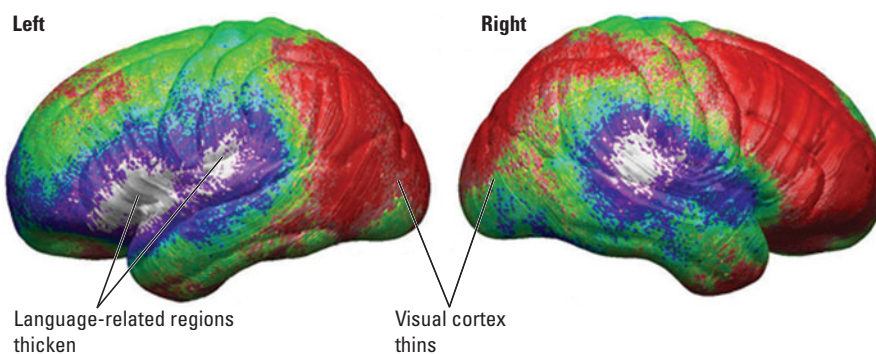 Left
Right
Language-related regions
thicken
Visual cortex
thins